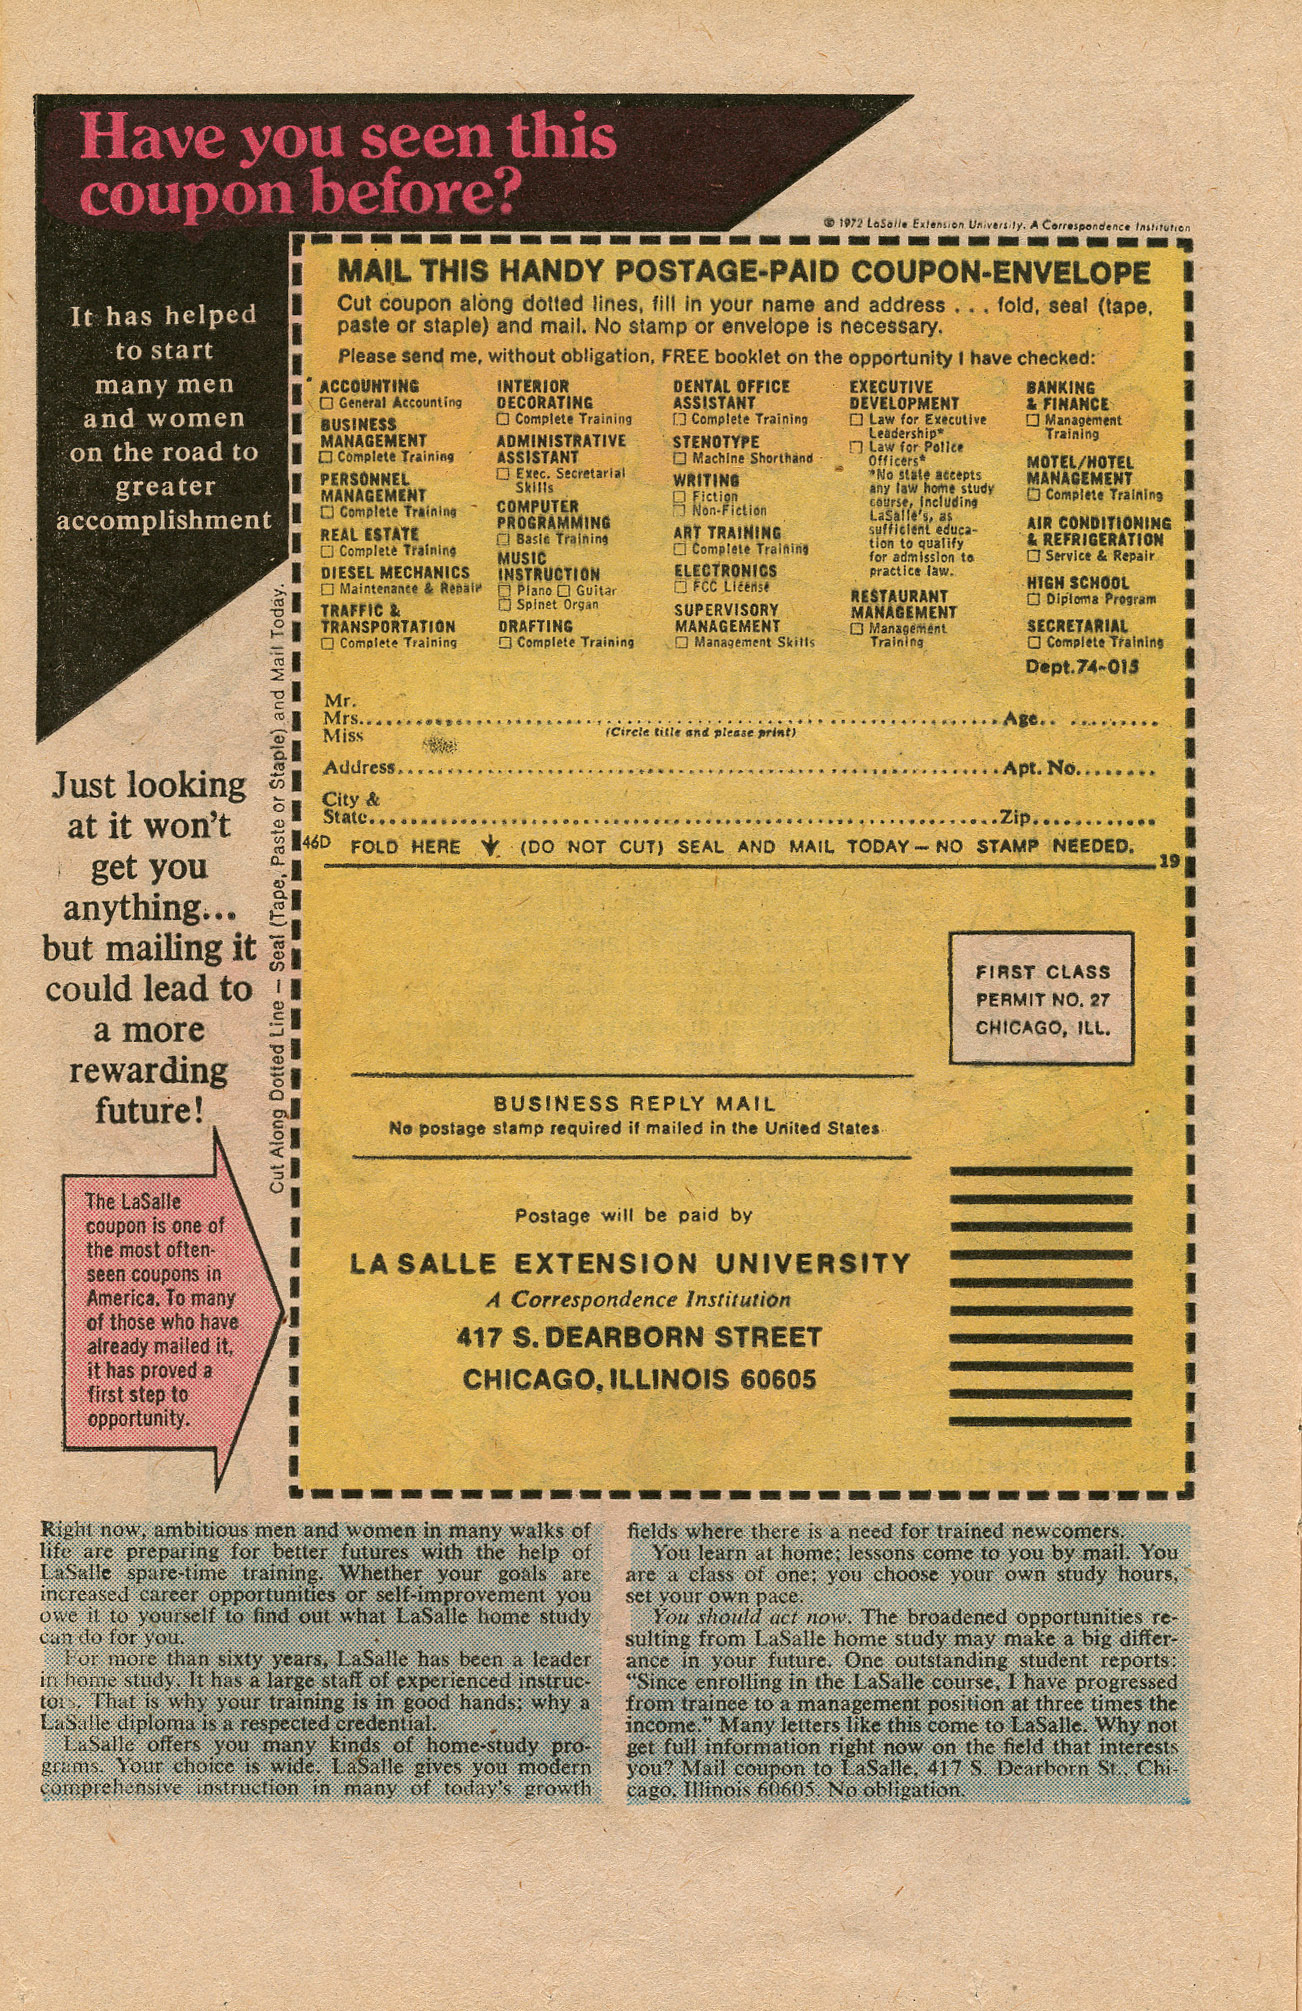 Have you seen this
coupon before?
© 1972 LaSalle Extension University, A Correspondence Institution
It has helped
to start
many men
and women
on the road to
greater
accomplishment
Just looking
at it won't
get you
anything...
but mailing it
could lead to
a more
rewarding
future!
The LaSalle
coupon is one of
the most often-
seen coupons in
America. To many
of those who have
already mailed it,
it has proved a
first step to
opportunity.
Cut Along Dotted Line – Seal (Tape, Paste or Staple) and Mail Today.
MAIL THIS HANDY POSTAGE-PAID COUPON-ENVELOPE
Cut coupon along dotted lines, fill in your name and address . . . fold, seal (tape,
paste or staple) and mail. No stamp or envelope is necessary.
Please send me, without obligation, FREE booklet on the opportunity I have checked:
ACCOUNTING
☐ General Accounting
BUSINESS
MANAGEMENT
☐ Complete Training
PERSONNEL
MANAGEMENT
☐ Complete Training
REAL ESTATE
☐ Complete Training
DIESEL MECHANICS
☐ Maintenance & Repair
TRAFFIC &
TRANSPORTATION
☐ Complete Training
INTERIOR
DECORATING
☐ Complete Training
ADMINISTRATIVE
ASSISTANT
☐ Exec. Secretarial
Skills
COMPUTER
PROGRAMMING
☐ Basic Training
MUSIC
INSTRUCTION
☐ Piano ☐ Guitar
☐ Spinet Organ
DRAFTING
☐ Complete Training
DENTAL OFFICE
ASSISTANT
☐ Complete Training
STENOTYPE
☐ Machine Shorthand
WRITING
☐ Fiction
☐ Non-Fiction
ART TRAINING
☐ Complete Training
ELECTRONICS
☐ FCC License
SUPERVISORY
MANAGEMENT
☐ Management Skills
EXECUTIVE
DEVELOPMENT
☐ Law for Executive
Leadership*
☐ Law for Police
Officers*
*No state accepts
any law home study
course, including
LaSalle's, as
sufficient educa-
tion to qualify
for admission to
practice law.
RESTAURANT
MANAGEMENT
☐ Management
Training
BANKING
& FINANCE
☐ Management
Training
MOTEL/HOTEL
MANAGEMENT
☐ Complete Training
AIR CONDITIONING
& REFRIGERATION
☐ Service & Repair
HIGH SCHOOL
☐ Diploma Program
SECRETARIAL
☐ Complete Training
Dept. 74-015
Mr.
Mrs. Age
Miss (Circle title and please print)
Address Apt. No.
City &
State Zip
46D FOLD HERE ↓ (DO NOT CUT) SEAL AND MAIL TODAY – NO STAMP NEEDED.
19
FIRST CLASS
PERMIT NO. 27
CHICAGO, ILL.
BUSINESS REPLY MAIL
No postage stamp required if mailed in the United States
Postage will be paid by
LA SALLE EXTENSION UNIVERSITY
A Correspondence Institution
417 S. DEARBORN STREET
CHICAGO, ILLINOIS 60605
Right now, ambitious men and women in many walks of
life are preparing for better futures with the help of
LaSalle spare-time training. Whether your goals are
increased career opportunities or self-improvement you
owe it to yourself to find out what LaSalle home study
can do for you.
For more than sixty years, LaSalle has been a leader
in home study. It has a large staff of experienced instruc-
tors. That is why your training is in good hands; why a
LaSalle diploma is a respected credential.
LaSalle offers you many kinds of home-study pro-
grams. Your choice is wide. LaSalle gives you modern
comprehensive instruction in many of today's growth
fields where there is a need for trained newcomers.
You learn at home; lessons come to you by mail. You
are a class of one; you choose your own study hours,
set your own pace.
You should act now. The broadened opportunities re-
sulting from LaSalle home study may make a big differ-
ance in your future. One outstanding student reports:
"Since enrolling in the LaSalle course, I have progressed
from trainee to a management position at three times the
income." Many letters like this come to LaSalle. Why not
get full information right now on the field that interests
you? Mail coupon to LaSalle, 417 S. Dearborn St., Chi-
cago, Illinois 60605. No obligation.